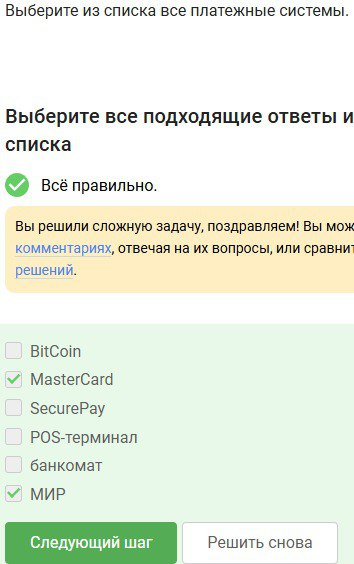 Выберите из списка все платежные системы.
Выберите все подходящие ответы и
списка
Всё правильно.
Вы решили сложную задачу, поздравляем! Вы мож
комментариях, отвечая на их вопросы, или сравнит
решений.
BitCoin
MasterCard
SecurePay
POS-терминал
банкомат
МИР
Следующий шаг
Решить снова